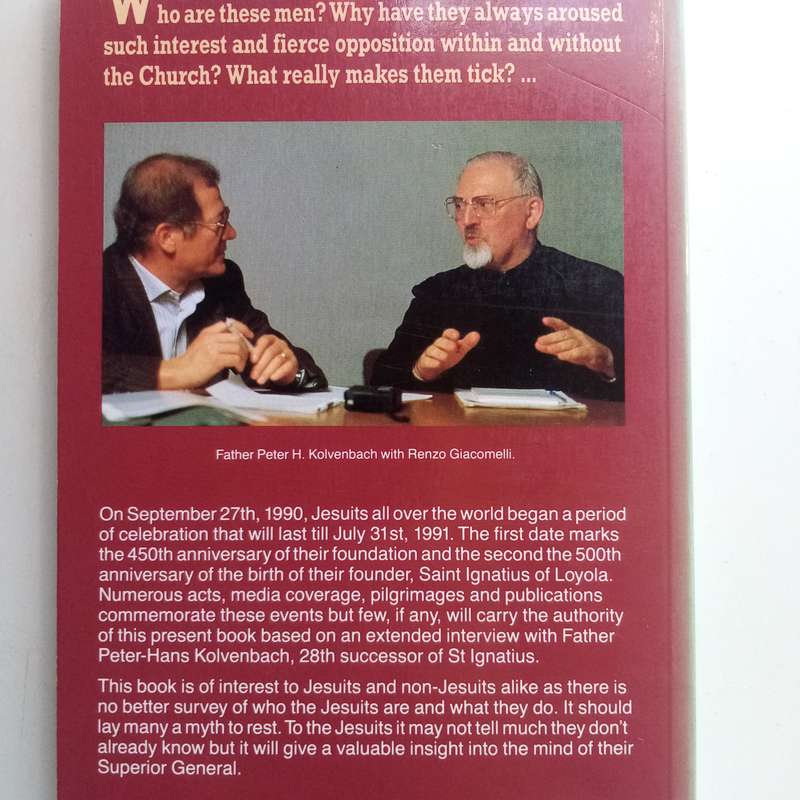 Who are these men? Why have they always aroused
such interest and fierce opposition within and without
the Church? What really makes them tick? ...
Father Peter H. Kolvenbach with Renzo Giacomelli.
On September 27th, 1990, Jesuits all over the world began a period
of celebration that will last till July 31st, 1991. The first date marks
the 450th anniversary of their foundation and the second the 500th
anniversary of the birth of their founder, Saint Ignatius of Loyola.
Numerous acts, media coverage, pilgrimages and publications
commemorate these events but few, if any, will carry the authority
of this present book based on an extended interview with Father
Peter-Hans Kolvenbach, 28th successor of St Ignatius.
This book is of interest to Jesuits and non-Jesuits alike as there is
no better survey of who the Jesuits are and what they do. It should
lay many a myth to rest. To the Jesuits it may not tell much they don't
already know but it will give a valuable insight into the mind of their
Superior General.